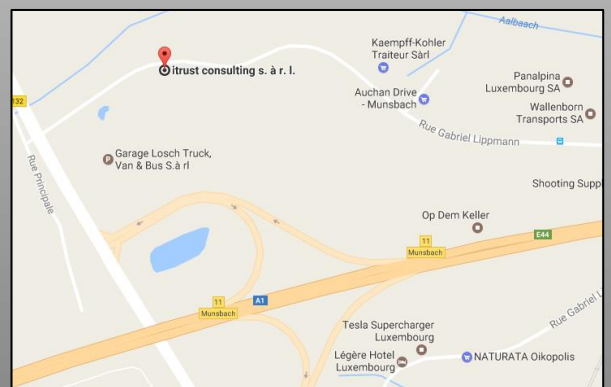 Aalbaach
Kaempff-Kohler
Traiteur Sàrl
itrust consulting s. à r. l.
Panalpina
Luxembourg SA
Auchan Drive
- Munsbach
132
Wallenborn
Transports SA
Rue Gabriel Lippmann
Garage Losch Truck,
Van & Bus S.à rl
P
Rue Principale
Shooting Suppl
Op Dem Keller
E44
11
Munsbach
11
Munsbach
A1
Rue Gabriel L
Tesla Supercharger
Luxembourg
Légère Hotel
Luxembourg
NATURATA Oikopolis